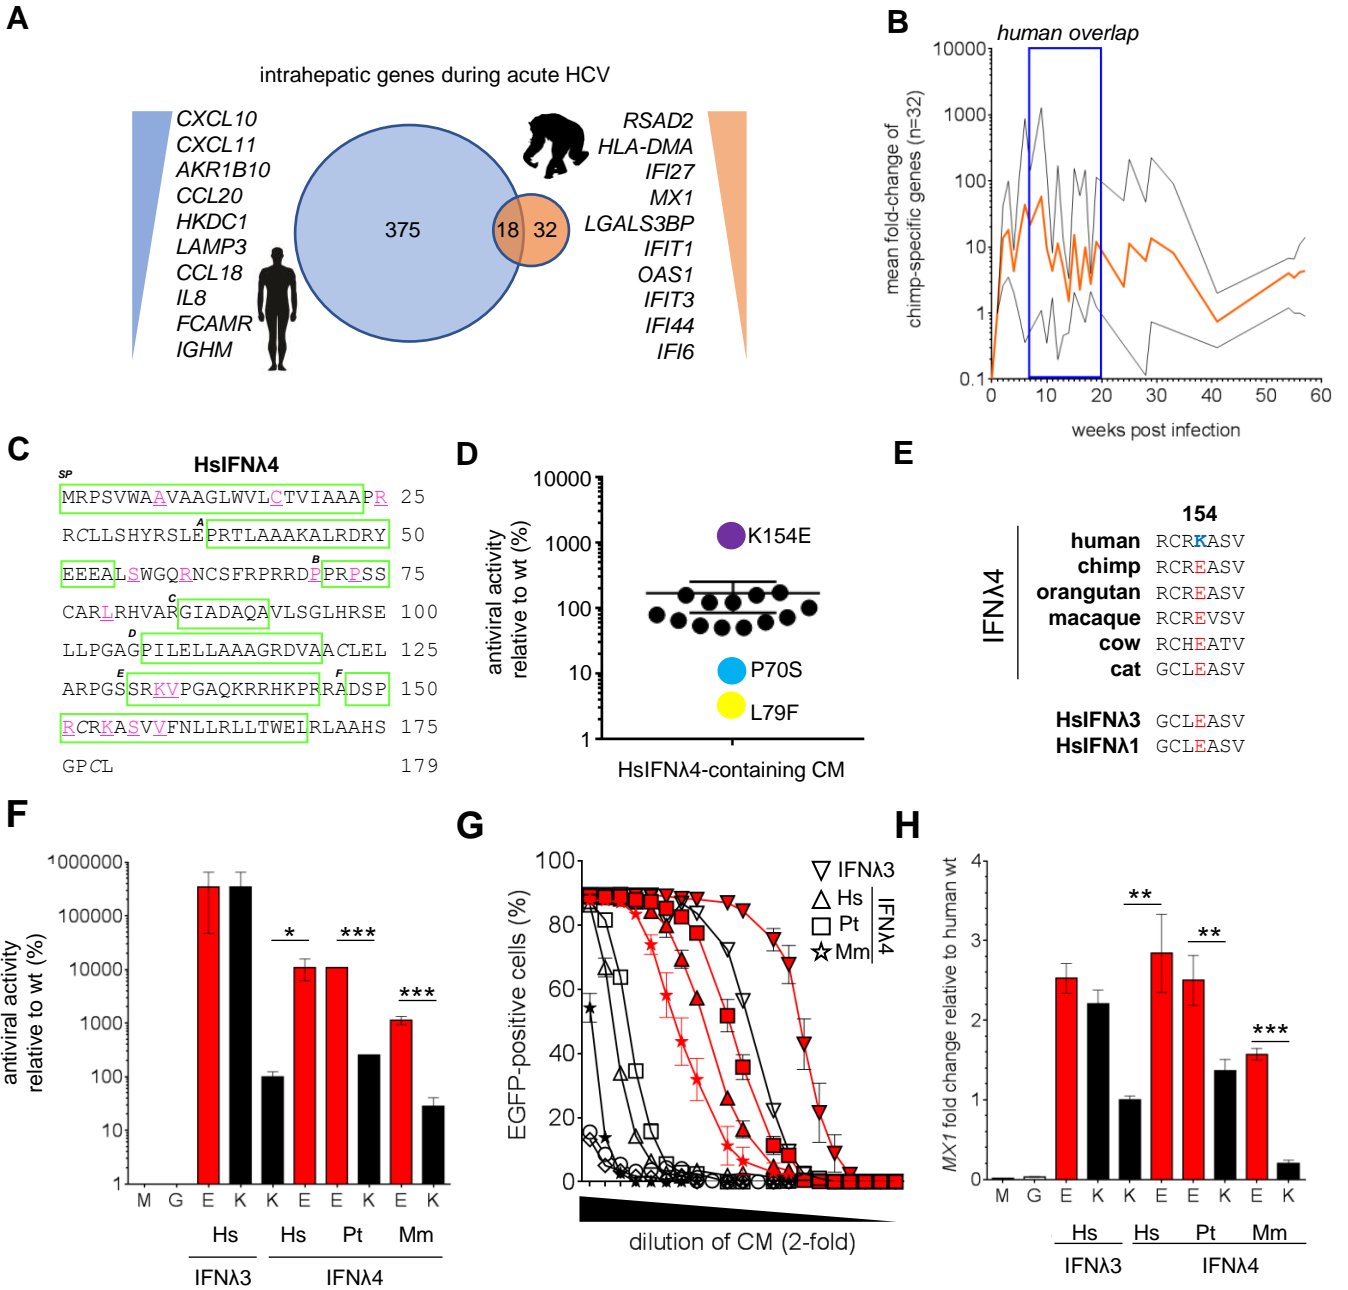 A
intrahepatic genes during acute HCV
CXCL10
CXCL11
AKR1B10
CCL20
HKDC1
LAMP3
CCL18
IL8
FCAMR
IGHM
375
18
32
RSAD2
HLA-DMA
IFI27
MX1
LGALS3BP
IFIT1
OAS1
IFIT3
IFI44
IFI6
B
human overlap
mean fold-change of
chimp-specific genes (n=32)
10000
1000
100
10
1
0.1
0 10 20 30 40 50 60
weeks post infection
C
HsIFNλ4
SP
MRPSVWAAVAAGLWVLCTVIAAAPR 25
A
RCLLSHYRSLEPRTLAAAKALRDRY 50
B
EEEALSWGQRNCSFRPRRDPPRPSS 75
C
CARLRHVARGIADAQAVLSGLHRSE 100
D
LLPGAGPILELLAAAGRDVAACLEL 125
E F
ARPGSSRKVPGAQKRRHKPRRADSP 150
RCRKASVVFNLLRLLTWELRLAAHS 175
GPCL 179
D
antiviral activity
relative to wt (%)
10000
1000
100
10
1
K154E
P70S
L79F
HsIFNλ4-containing CM
E
154
IFNλ4
human RCRKASV
chimp RCREASV
orangutan RCREASV
macaque RCREVSV
cow RCHEATV
cat GCLEASV
HsIFNλ3 GCLEASV
HsIFNλ1 GCLEASV
F
antiviral activity
relative to wt (%)
1000000
100000
10000
1000
100
10
1
* *** ***
M G E K K E E K E K
Hs Hs Pt Mm
IFNλ3 IFNλ4
G
EGFP-positive cells (%)
100
80
60
40
20
0
IFNλ3
Hs
Pt
Mm
IFNλ4
dilution of CM (2-fold)
H
MX1 fold change relative to human wt
4
3
2
1
0
** ** ***
M G E K K E E K E K
Hs Hs Pt Mm
IFNλ3 IFNλ4